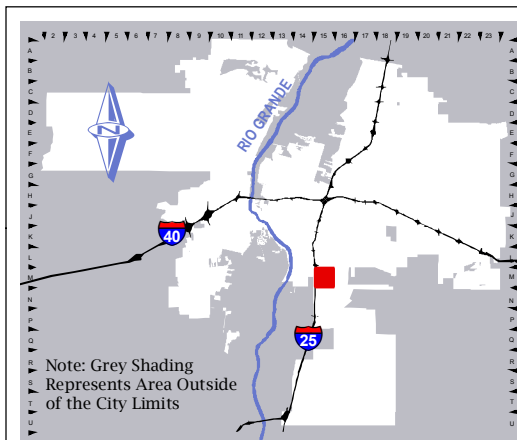 2 3 4 5 6 7 8 9 10 11 12 13 14 15 16 17 18 19 20 21 22 23
A A
B B
C C
D D
E E
F F
G G
H H
J J
K K
L L
M M
N N
P P
Q Q
R R
S S
T T
U U
N
RIO GRANDE
40
25
Note: Grey Shading
Represents Area Outside
of the City Limits